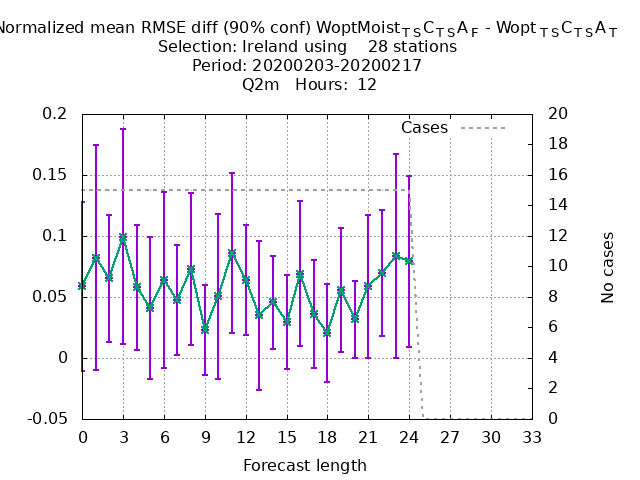 Normalized mean RMSE diff (90% conf) WoptMoist_TSC_TSA_F - Wopt_TSC_TSA_T
Selection: Ireland using 28 stations
Period: 20200203-20200217
Q2m Hours: 12
0.2 20
Cases
18
0.15 16
14
0.1 12
10
0.05 8
6
0 4
2
-0.05 0
No cases
0 3 6 9 12 15 18 21 24 27 30 33
Forecast length